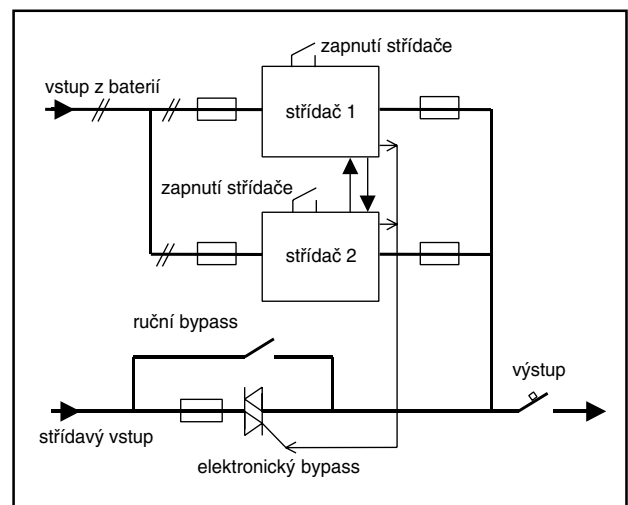 zapnutí střídače
vstup z baterií
střídač 1
zapnutí střídače
střídač 2
ruční bypass
výstup
střídavý vstup
elektronický bypass